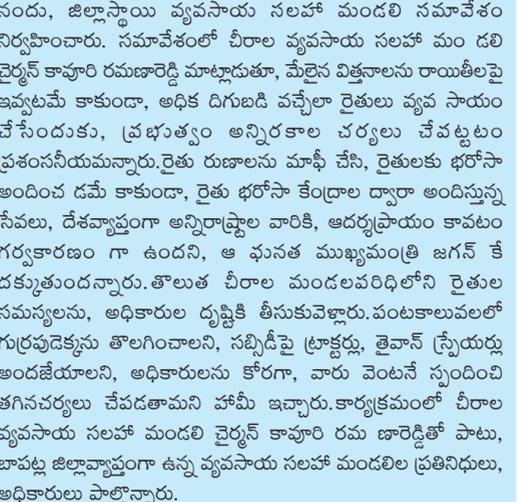 నందు, జిల్లాస్థాయి వ్యవసాయ సలహా మండలి సమావేశం
నిర్వహించారు. సమావేశంలో చీరాల వ్యవసాయ సలహా మం డలి
చైర్మన్ కావూరి రమణారెడ్డి మాట్లాడుతూ, మేలైన విత్తనాలను రాయితీలపై
ఇవ్వటమే కాకుండా, అధిక దిగుబడి వచ్చేలా రైతులు వ్యవ సాయం
చేసేందుకు, ప్రభుత్వం అన్నిరకాల చర్యలు చేవట్టటం
ప్రశంసనీయమన్నారు.రైతు రుణాలను మాఫీ చేసి, రైతులకు భరోసా
అందించ డమే కాకుండా, రైతు భరోసా కేంద్రాల ద్వారా అందిస్తున్న
సేవలు, దేశవ్యాప్తంగా అన్నిరాష్ట్రాల వారికి, ఆదర్శప్రాయం కావటం
గర్వకారణం గా ఉందని, ఆ ఘనత ముఖ్యమంత్రి జగన్ కే
దక్కుతుందన్నారు.తొలుత చీరాల మండలవరిధిలోని రైతుల
సమస్యలను, అధికారుల దృష్టికి తీసుకువెళ్లారు.పంటకాలువలలో
గుర్రపుడెక్కను తొలగించాలని, సబ్సిడీపై ట్రాక్టర్లు, తైవాన్ స్ప్రేయర్లు
అందజేయాలని, అధికారులను కోరగా, వారు వెంటనే స్పందించి
తగినచర్యలు చేపడతామని హామీ ఇచ్చారు.కార్యక్రమంలో చీరాల
వ్యవసాయ సలహా మండలి చైర్మన్ కావూరి రమ ణారెడ్డితో పాటు,
బాపట్ల జిల్లావ్యాప్తంగా ఉన్న వ్యవసాయ సలహా మండలిల ప్రతినిధులు,
అధికారులు పాల్గొన్నారు.